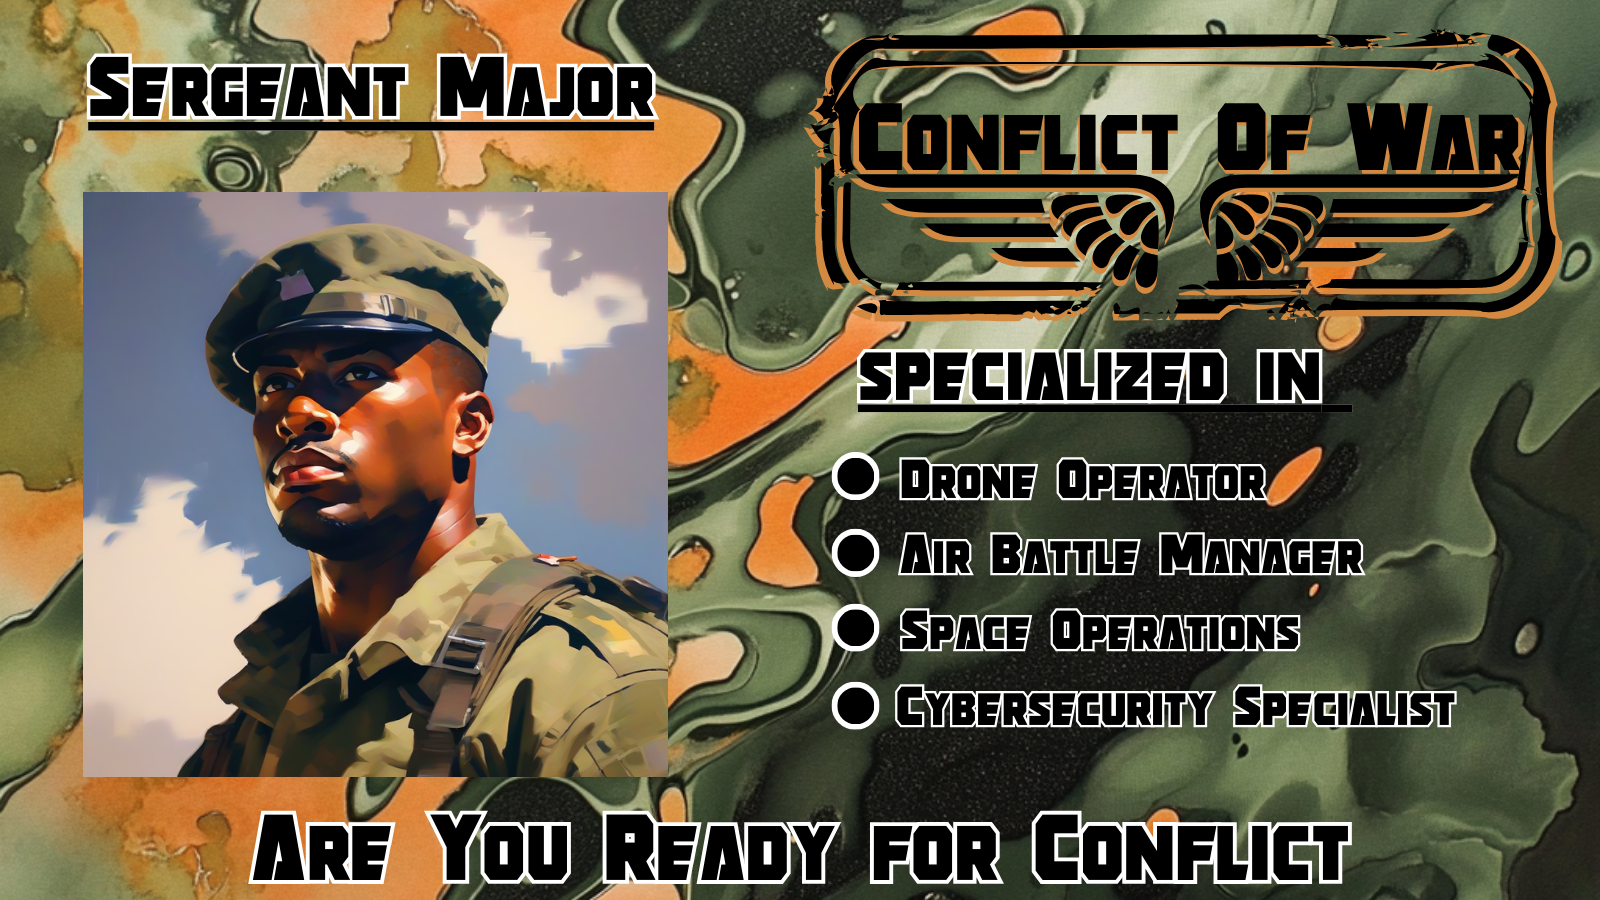 Sergeant Major
Conflict Of War
SPECIALIZED IN
Drone Operator
Air Battle Manager
Space Operations
Cybersecurity Specialist
Are You Ready for Conflict